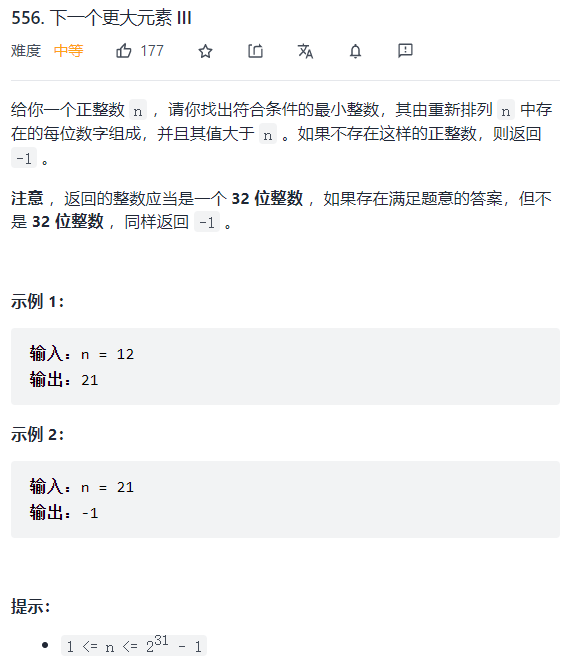 556. 下一个更大元素 III
难度 中等 177
给你一个正整数 n ，请你找出符合条件的最小整数，其由重新排列 n 中存
在的每位数字组成，并且其值大于 n 。如果不存在这样的正整数，则返回
-1 。
注意 ，返回的整数应当是一个 32 位整数 ，如果存在满足题意的答案，但不
是 32 位整数 ，同样返回 -1 。
示例 1：
输入：n = 12
输出：21
示例 2：
输入：n = 21
输出：-1
提示：
1 <= n <= 2^31 - 1